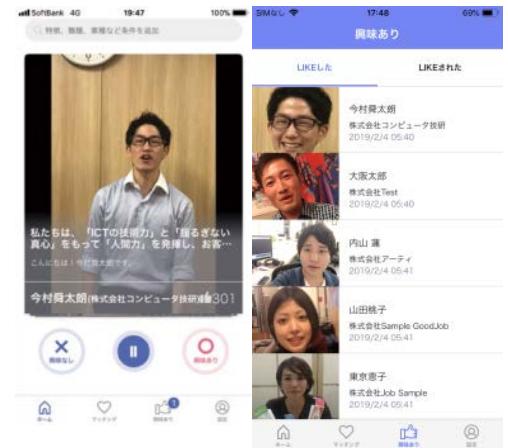 SoftBank 4G 19:47 100%
特徴、職種、業種など条件を追加
私たちは、「ICTの技術力」と「揺るぎない
真心」をもって「人間力」を発揮し、お客…
こんにちは!今村舜太朗です。
今村舜太朗(株式会社コンピュータ技研) 301
興味なし
興味あり
ホーム
マッチング
1
興味あり
設定
SIMなし 17:48 69%
興味あり
LIKEした LIKEされた
今村舜太朗
株式会社コンピュータ技研
2019/2/4 05:40
大阪太郎
株式会社Test
2019/2/4 05:40
内山 蓮
株式会社アーティ
2019/2/4 05:41
山田桃子
株式会社Sample GoodJob
2019/2/4 05:41
東京恵子
株式会社Job Sample
2019/2/4 05:41
ホーム
マッチング
興味あり
設定